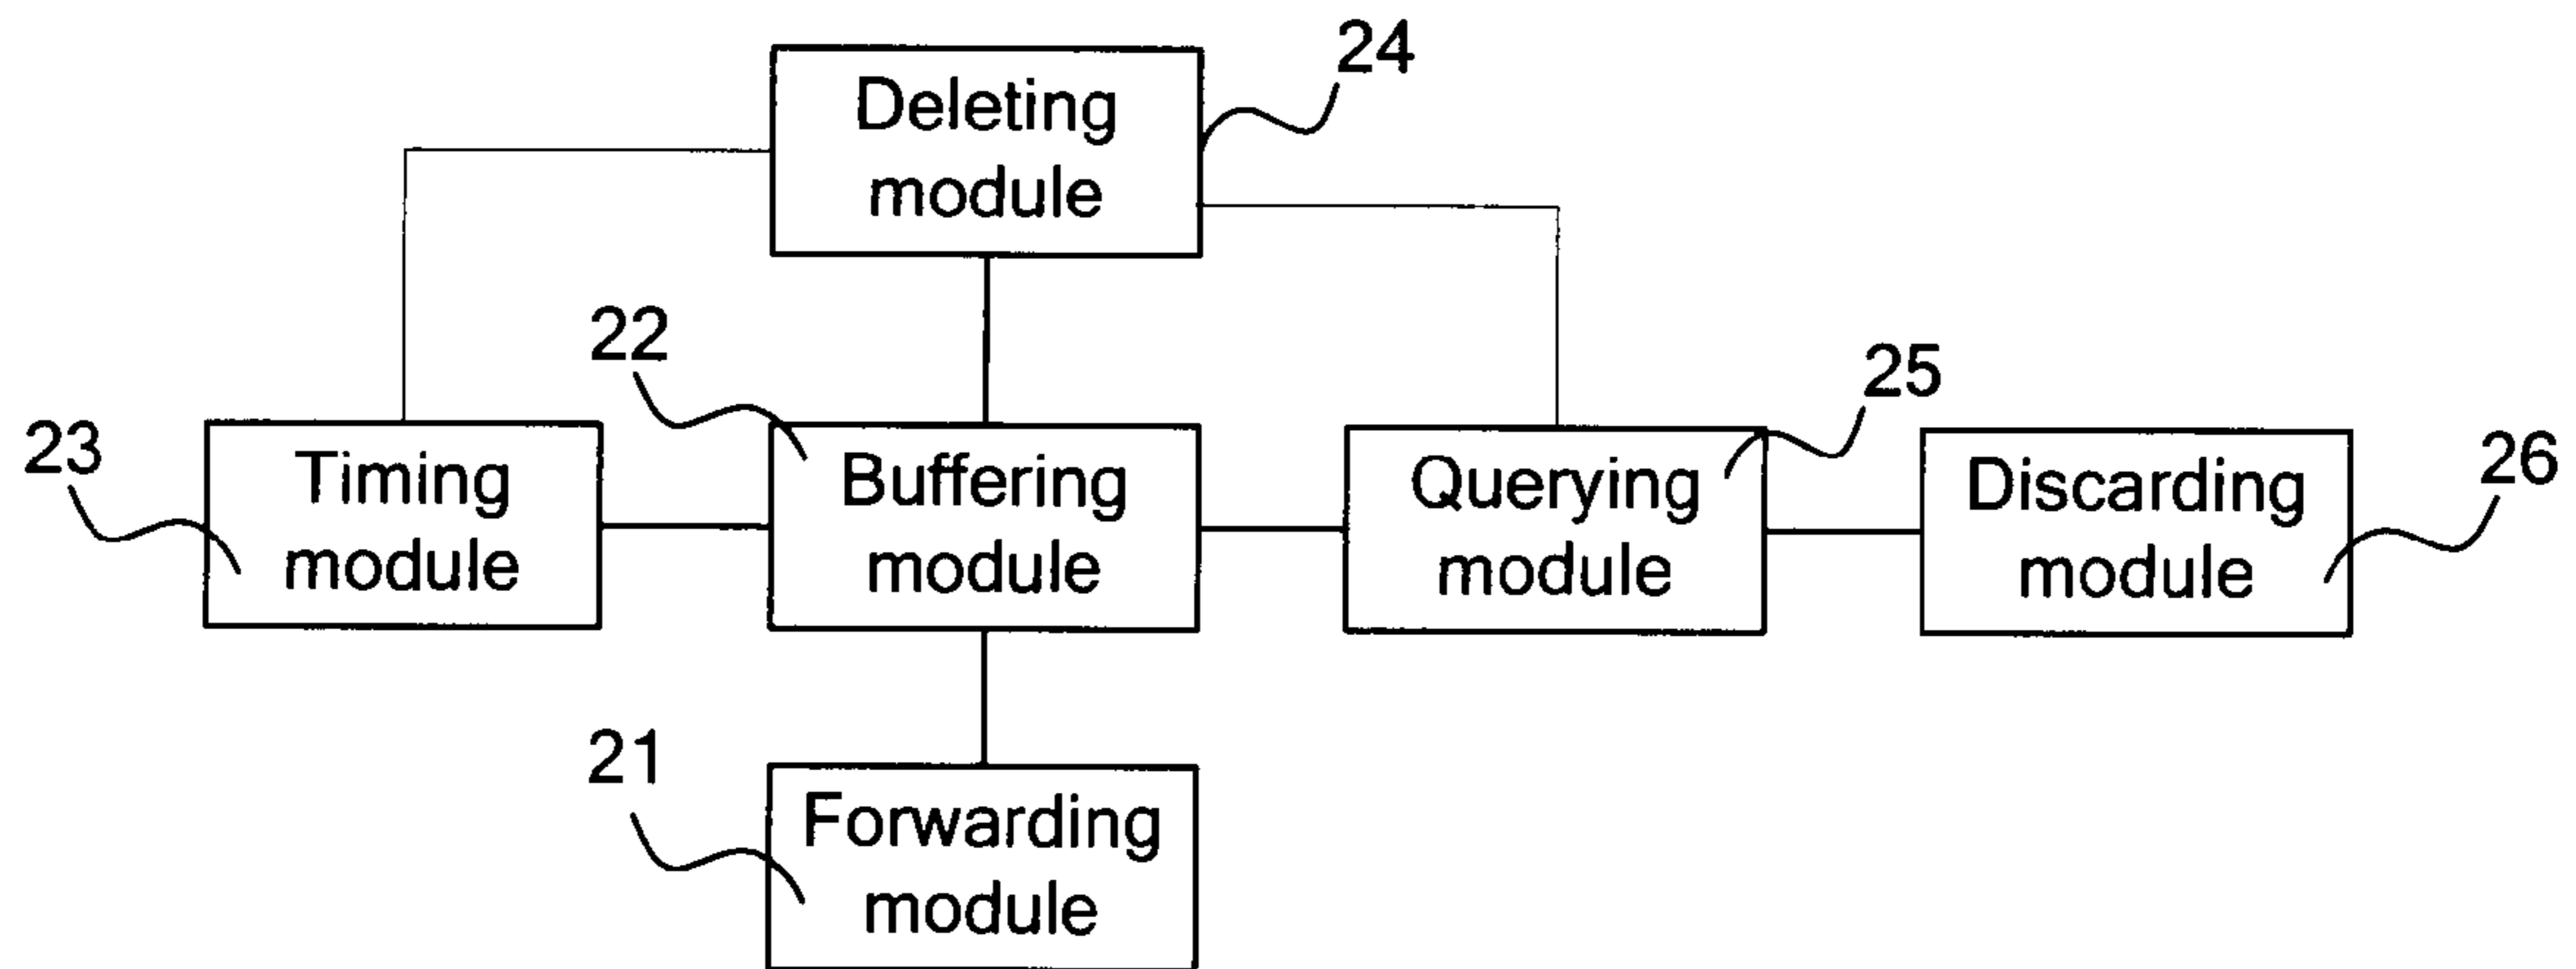 24
Deleting
module
22
25
23
Timing
module
Buffering
module
Querying
module
Discarding
module
26
21
Forwarding
module